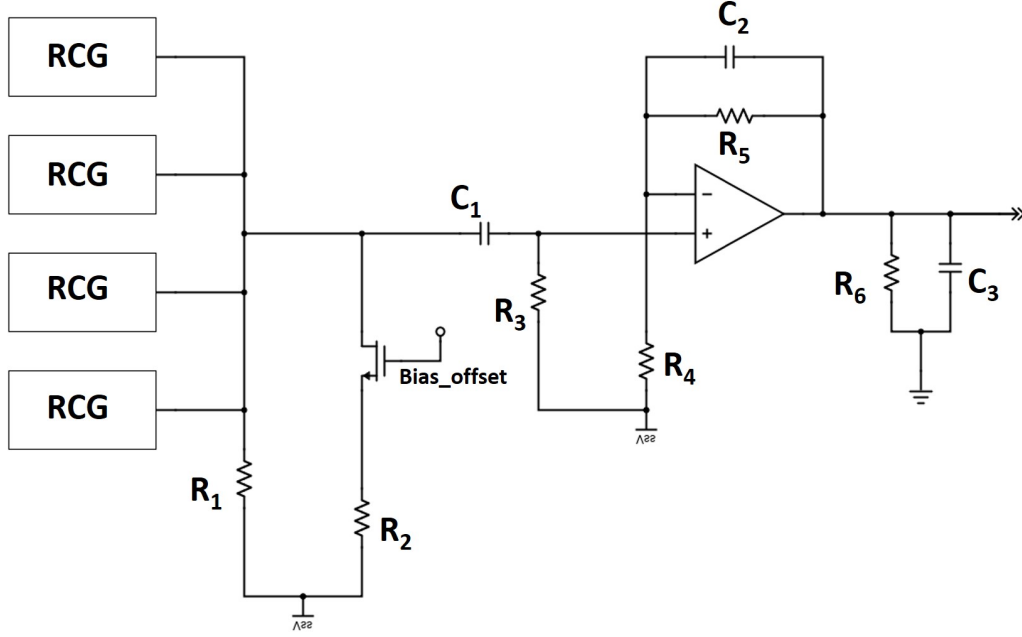 C2
RCG
R5
RCG
C1
−
+
RCG
R6
C3
R3
R4
Bias_offset
RCG
Vss
R1
R2
Vss